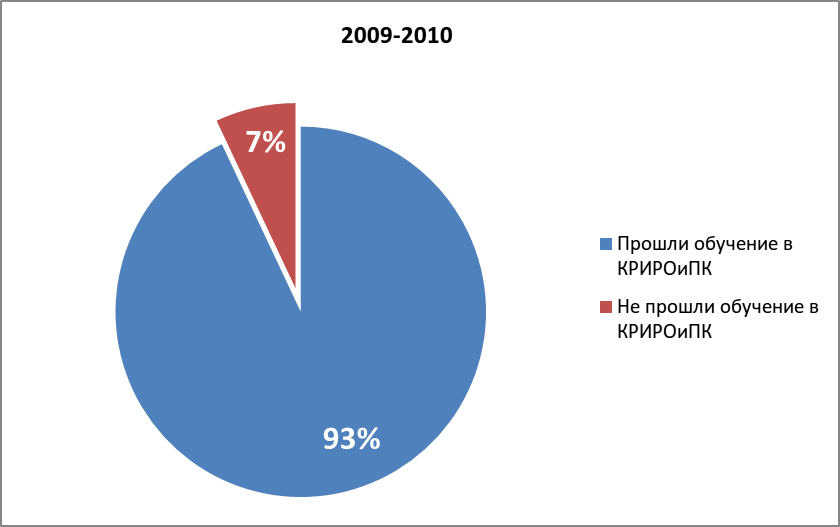 2009-2010
7%
93%
Прошли обучение в
КРИРОиПК
Не прошли обучение в
КРИРОиПК